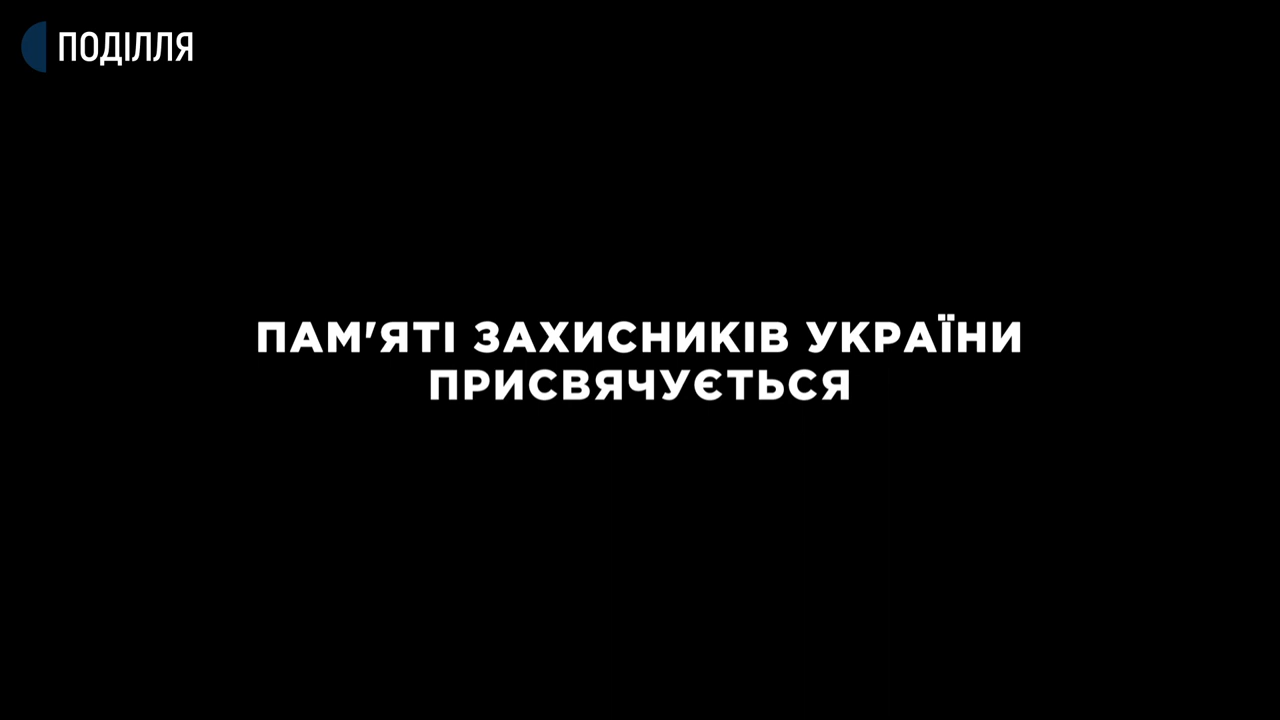 ПОДІЛЛЯ
ПАМ'ЯТІ ЗАХИСНИКІВ УКРАЇНИ
ПРИСВЯЧУЄТЬСЯ